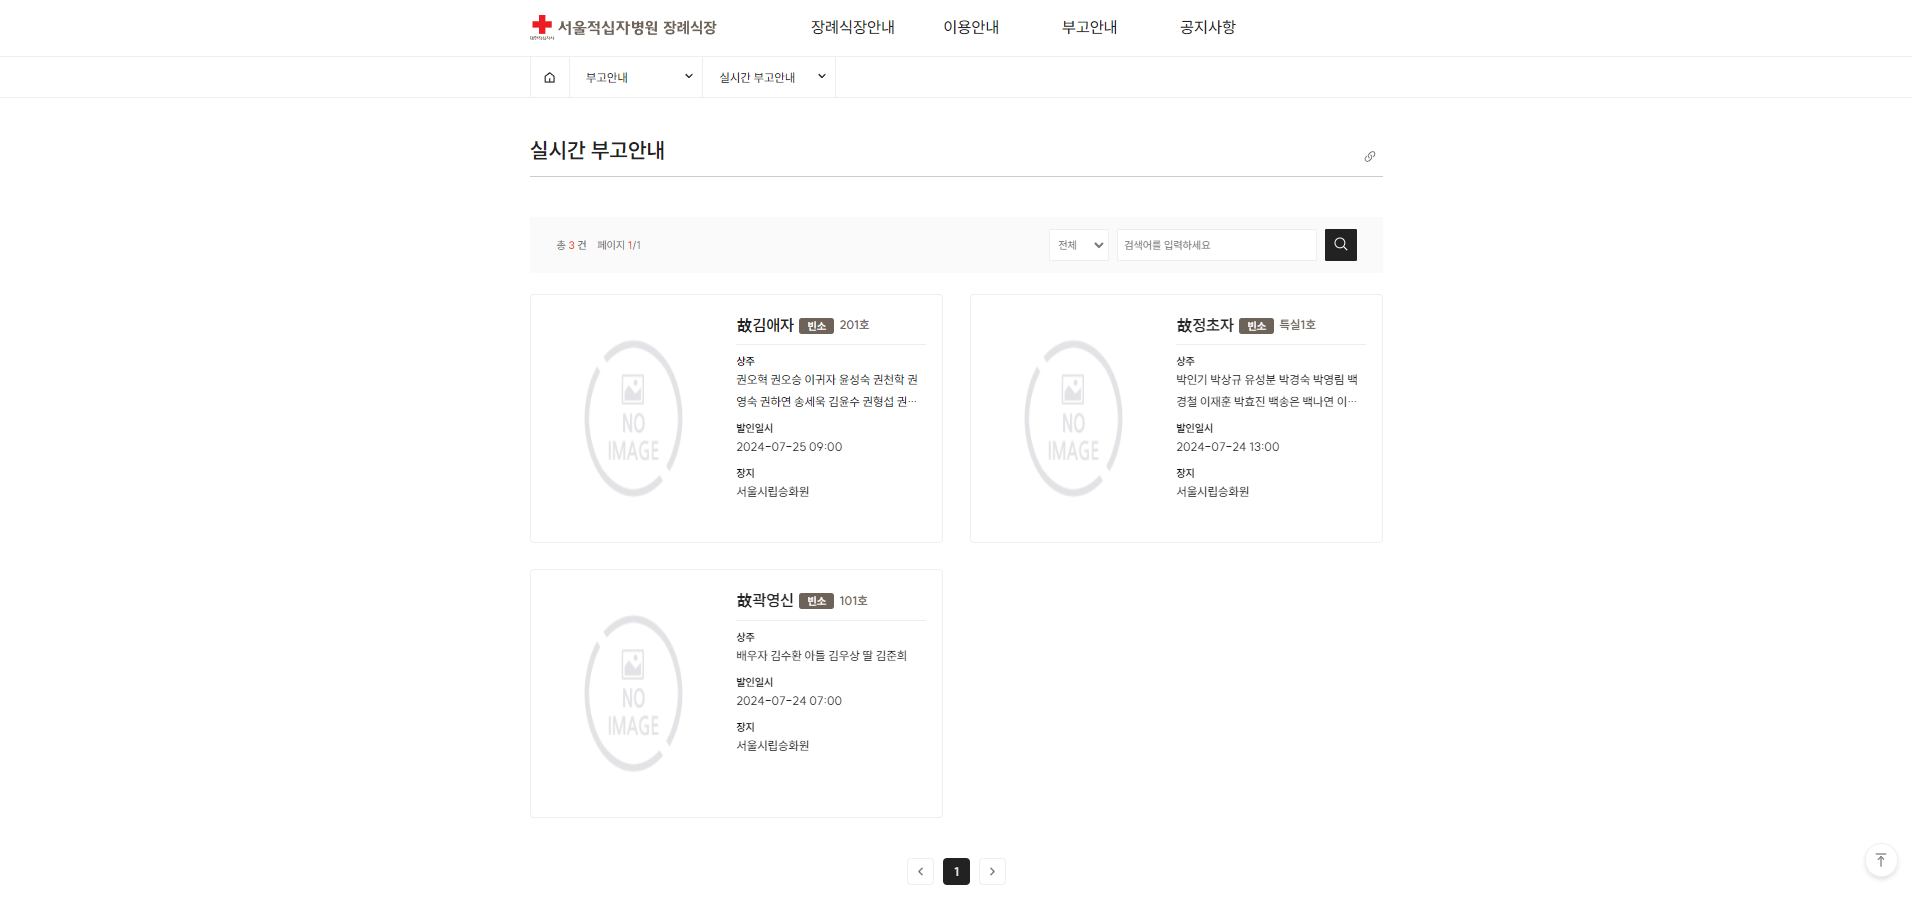 서울적십자병원 장례식장
대한적십자사
장례식장안내
이용안내
부고안내
공지사항
부고안내
실시간 부고안내
실시간 부고안내
총 3 건 페이지 1/1
전체
검색어를 입력하세요
故김애자 빈소 201호
상주
권오혁 권오승 이귀자 윤성숙 권천학 권
영숙 권하연 송세욱 김윤수 권형섭 권…
발인일시
2024-07-25 09:00
장지
서울시립승화원
NO
IMAGE
故정초자 빈소 특실1호
상주
박인기 박상규 유성분 박경숙 박영림 백
경철 이재훈 박효진 백송은 백나연 이…
발인일시
2024-07-24 13:00
장지
서울시립승화원
NO
IMAGE
故곽영신 빈소 101호
상주
배우자 김수환 아들 김우상 딸 김준희
발인일시
2024-07-24 07:00
장지
서울시립승화원
NO
IMAGE
1